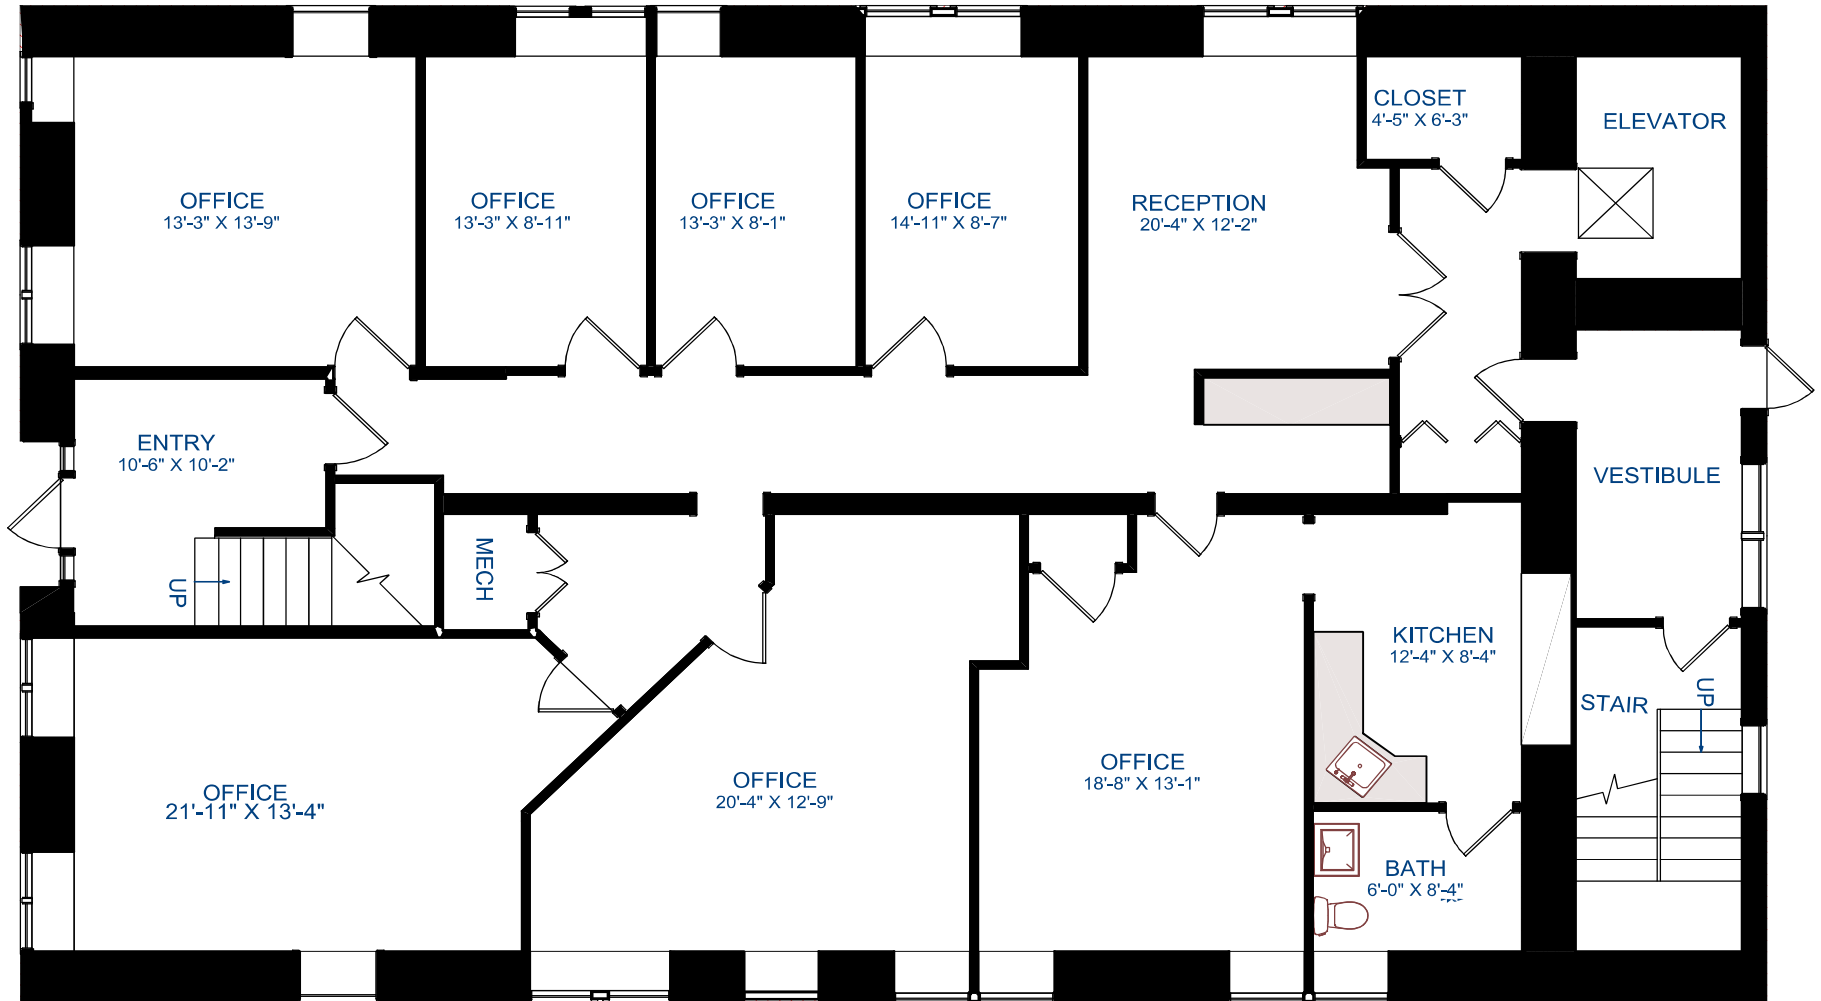 CLOSET
4'-5" X 6'-3"
ELEVATOR
OFFICE
13'-3" X 13'-9"
OFFICE
13'-3" X 8'-11"
OFFICE
13'-3" X 8'-1"
OFFICE
14'-11" X 8'-7"
RECEPTION
20'-4" X 12'-2"
ENTRY
10'-6" X 10'-2"
VESTIBULE
UP
MECH
KITCHEN
12'-4" X 8'-4"
STAIR
UP
OFFICE
21'-11" X 13'-4"
OFFICE
20'-4" X 12'-9"
OFFICE
18'-8" X 13'-1"
BATH
6'-0" X 8'-4"